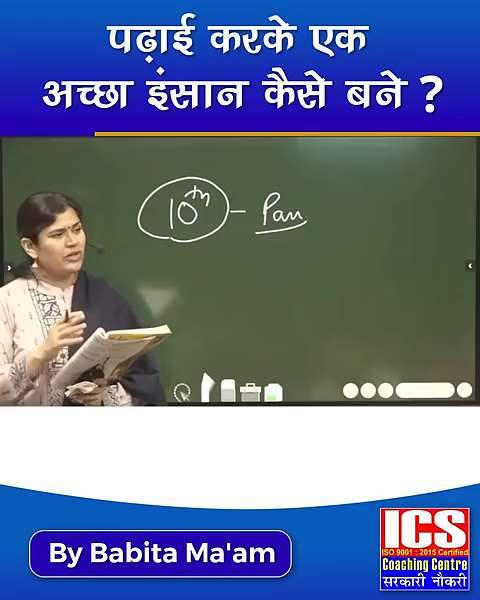 पढ़ाई करके एक
अच्छा इंसान कैसे बने ?
10th - Pan
By Babita Ma'am
ICS
ISO 9001 : 2015 Certified
Coaching Centre
सरकारी नौकरी